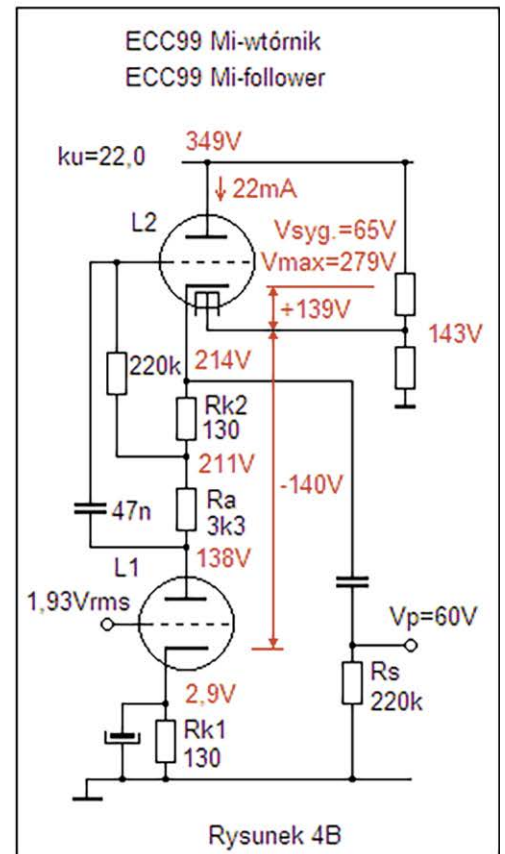 ECC99 Mi-wtórnik
ECC99 Mi-follower
349V
ku=22,0
22mA
L2
Vsyg.=65V
Vmax=279V
+139V
143V
220k
214V
Rk2
130
211V
-140V
Ra
3k3
47n
138V
L1
1,93Vrms
Vp=60V
Rs
220k
2,9V
Rk1
130
Rysunek 4B